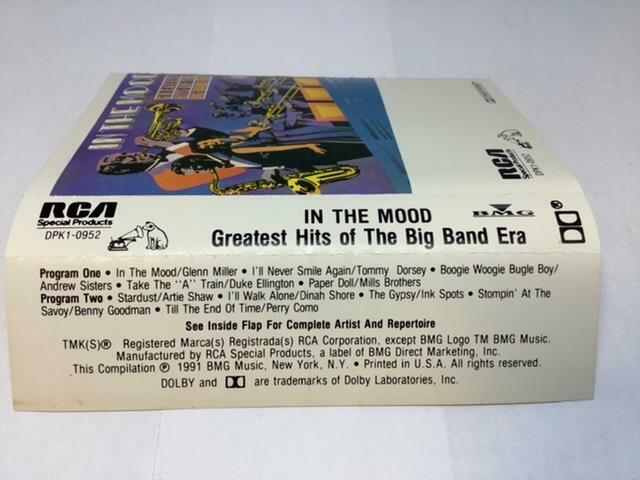 IN THE MOOD
RCA
Special Products
DPK1-0952
RCA
Special Products
DPK1-0952
IN THE MOOD
Greatest Hits of The Big Band Era
BMG
®
Program One • In The Mood/Glenn Miller • I'll Never Smile Again/Tommy Dorsey • Boogie Woogie Bugle Boy/
Andrew Sisters • Take The "A" Train/Duke Ellington • Paper Doll/Mills Brothers
Program Two • Stardust/Artie Shaw • I'll Walk Alone/Dinah Shore • The Gypsy/Ink Spots • Stompin' At The
Savoy/Benny Goodman • Till The End Of Time/Perry Como
See Inside Flap For Complete Artist And Repertoire
TMK(S)® Registered Marca(s) Registrada(s) RCA Corporation, except BMG Logo TM BMG Music.
Manufactured by RCA Special Products, a label of BMG Direct Marketing, Inc.
This Compilation ℗ 1991 BMG Music, New York, N.Y. • Printed in U.S.A. All rights reserved.
DOLBY and are trademarks of Dolby Laboratories, Inc.